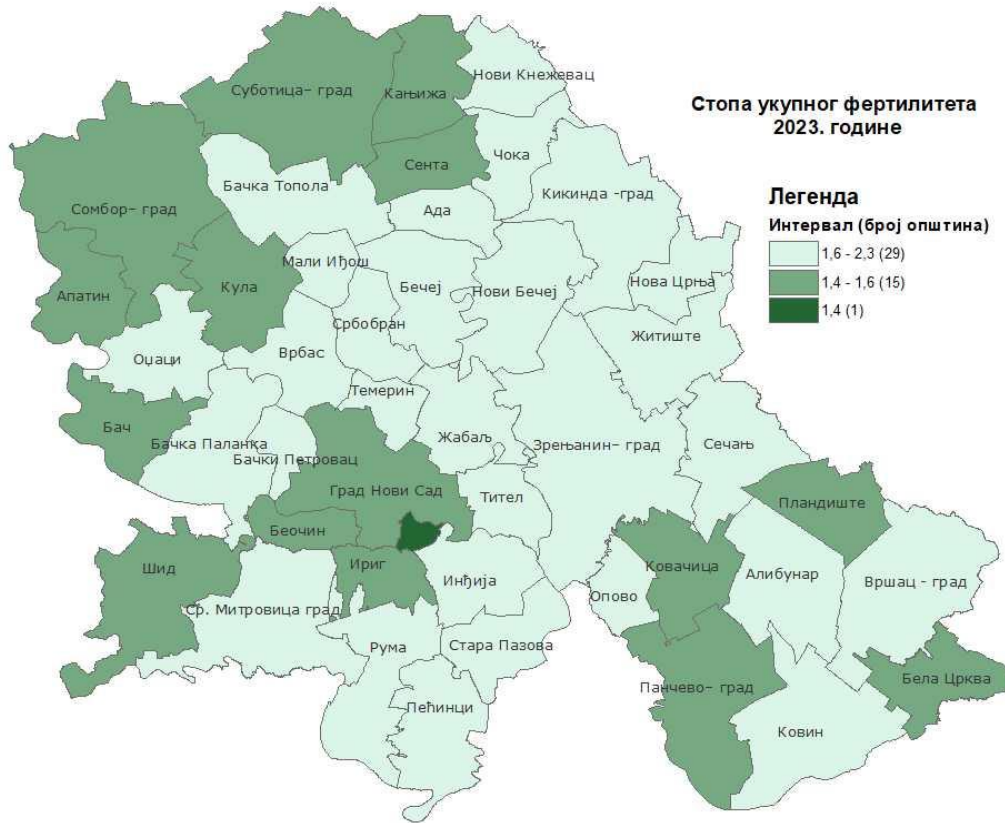 Стопа укупног фертилитета
2023. године
Легенда
Интервал (број општина)
1,6 - 2,3 (29)
1,4 - 1,6 (15)
1,4 (1)
Нови Кнежевац
Суботица- град
Кањижа
Чока
Сента
Бачка Топола
Кикинда -град
Сомбор- град
Ада
Мали Иђош
Бечеј
Нови Бечеј
Нова Црња
Апатин
Кула
Србобран
Житиште
Оџаци
Врбас
Темерин
Бач
Бачка Паланка
Жабаљ
Зрењанин- град
Сечањ
Бачки Петровац
Град Нови Сад
Тител
Пландиште
Беочин
Шид
Ириг
Инђија
Ковачица
Алибунар
Вршац - град
Опово
Ср. Митровица град
Рума
Стара Пазова
Бела Црква
Панчево- град
Пећинци
Ковин